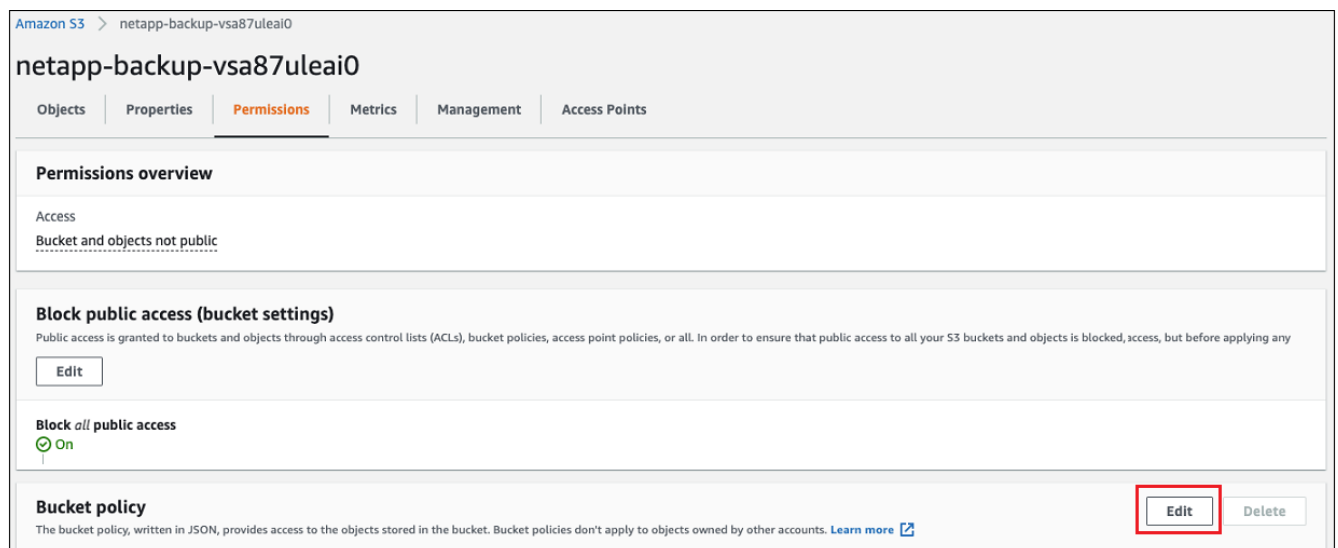 Amazon S3 > netapp-backup-vsa87uleai0
netapp-backup-vsa87uleai0
Objects Properties Permissions Metrics Management Access Points
Permissions overview
Access
Bucket and objects not public
Block public access (bucket settings)
Public access is granted to buckets and objects through access control lists (ACLs), bucket policies, access point policies, or all. In order to ensure that public access to all your S3 buckets and objects is blocked, access, but before applying any
Edit
Block all public access
On
Bucket policy
Edit Delete
The bucket policy, written in JSON, provides access to the objects stored in the bucket. Bucket policies don't apply to objects owned by other accounts. Learn more